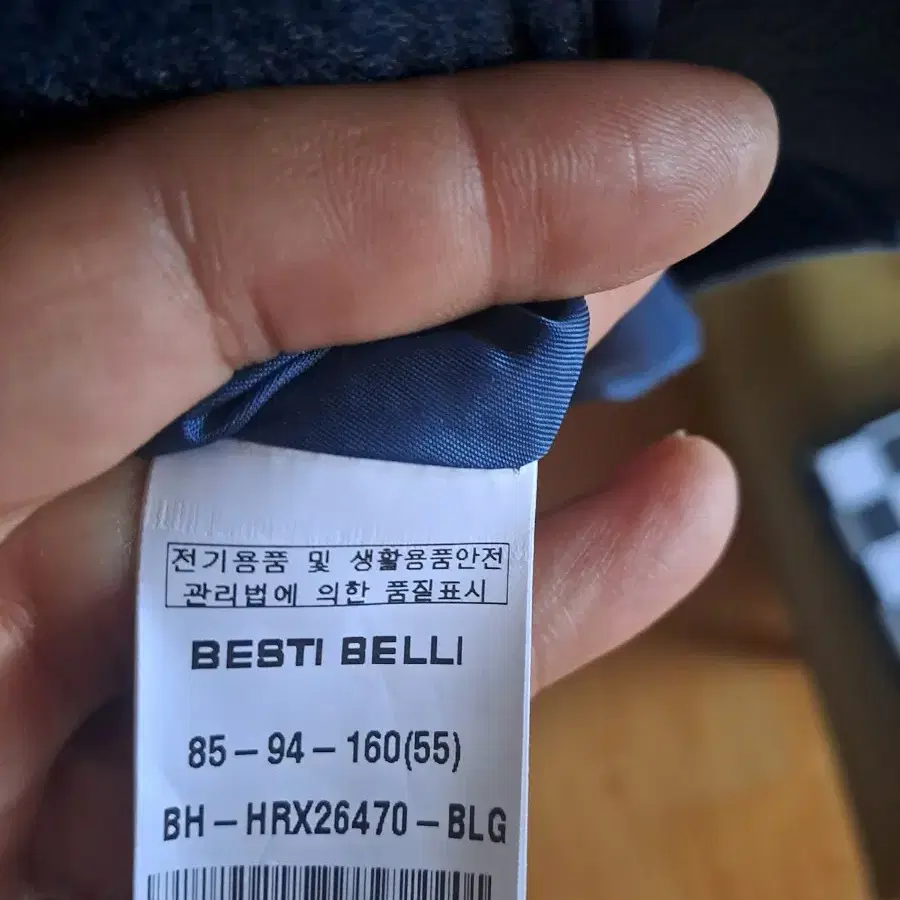 전기용품 및 생활용품안전
관리법에 의한 품질표시
BESTI BELLI
85-94-160(55)
BH-HRX26470-BLG